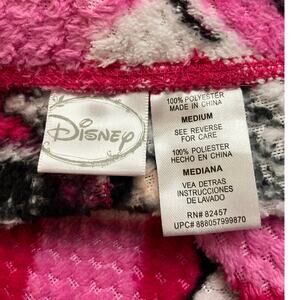 Disney
100% POLYESTER
MADE IN CHINA
MEDIUM
SEE REVERSE
FOR CARE
100% POLIESTER
HECHO EN CHINA
MEDIANA
VEA DETRAS
INSTRUCCIONES
DE LAVADO
RN# 82457
UPC# 888057999870